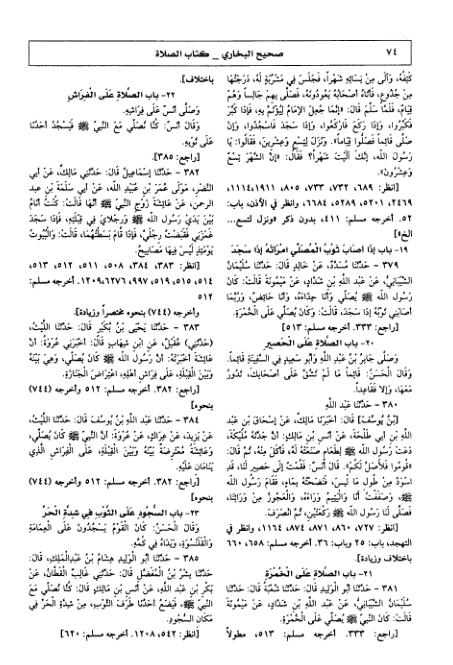 ٧٤
صحيح البخاري _ كتاب الصلاة
كَتِفُهُ، وَآلَى مِنْ نِسَائِهِ شَهْراً، فَجَلَسَ فِي مَشْرُبَةٍ لَهُ، دَرَجَتُهَا
مِنْ جُذُوعٍ، فَأَتَاهُ أَصْحَابُهُ يَعُودُونَهُ، فَصَلَّى بِهِمْ جَالِساً وَهُمْ
قِيَامٌ، فَلَمَّا سَلَّمَ قَالَ: «إِنَّمَا جُعِلَ الإِمَامُ لِيُؤْتَمَّ بِهِ، فَإِذَا كَبَّرَ
فَكَبِّرُوا، وَإِذَا رَكَعَ فَارْكَعُوا، وَإِذَا سَجَدَ فَاسْجُدُوا، وَإِنْ
صَلَّى قَائِماً فَصَلُّوا قِيَاماً». وَنَزَلَ لِتِسْعٍ وَعِشْرِينَ، فَقَالُوا: يَا
رَسُولَ اللهِ، إِنَّكَ آلَيْتَ شَهْراً؟ فَقَالَ: «إِنَّ الشَّهْرَ تِسْعٌ
وَعِشْرُونَ».
[انظر: ٦٨٩، ٧٣٢، ٧٣٣، ٨٠٥، ١١١٤، ١٩١١،
٢٤٦٩، ٥٢٠١، ٥٢٨٩، ٦٦٨٤، وانظر في الأذن، باب:
٥٢. أخرجه مسلم: ٤١١، بدون ذكر «ونزل لتسع...
الخ»]
١٩- باب إِذَا أَصَابَ ثَوْبُ الْمُصَلِّي امْرَأَتَهُ إِذَا سَجَدَ
٣٧٩ - حَدَّثَنَا مُسَدَّدٌ، عَنْ خَالِدٍ قَالَ: حَدَّثَنَا سُلَيْمَانُ
الشَّيْبَانِيُّ، عَنْ عَبْدِ اللهِ بْنِ شَدَّادٍ، عَنْ مَيْمُونَةَ قَالَتْ: كَانَ
رَسُولُ اللهِ ﷺ يُصَلِّي وَأَنَا حِذَاءَهُ، وَأَنَا حَائِضٌ، وَرُبَّمَا
أَصَابَنِي ثَوْبُهُ إِذَا سَجَدَ، قَالَتْ: وَكَانَ يُصَلِّي عَلَى الْخُمْرَةِ.
[راجع: ٣٣٣. أخرجه مسلم: ٥١٣]
٢٠- باب الصَّلَاةِ عَلَى الْحَصِيرِ
وَصَلَّى جَابِرُ بْنُ عَبْدِ اللهِ وَأَبُو سَعِيدٍ فِي السَّفِينَةِ قَائِماً.
وَقَالَ الْحَسَنُ: قَائِماً مَا لَمْ تَشُقَّ عَلَى أَصْحَابِكَ، تَدُورُ
مَعَهَا، وَإِلَّا فَقَاعِداً.
٣٨٠ - حَدَّثَنَا عَبْدُ اللهِ
[بْنُ يُوسُفَ] قَالَ: أَخْبَرَنَا مَالِكٌ، عَنْ إِسْحَاقَ بْنِ عَبْدِ
اللهِ بْنِ أَبِي طَلْحَةَ، عَنْ أَنَسِ بْنِ مَالِكٍ: أَنَّ جَدَّتَهُ مُلَيْكَةَ،
دَعَتْ رَسُولَ اللهِ ﷺ لِطَعَامٍ صَنَعَتْهُ لَهُ، فَأَكَلَ مِنْهُ، ثُمَّ قَالَ:
«قُومُوا فَلِأُصَلِّ لَكُمْ». قَالَ أَنَسٌ: فَقُمْتُ إِلَى حَصِيرٍ لَنَا، قَدِ
اسْوَدَّ مِنْ طُولِ مَا لُبِسَ، فَنَضَحْتُهُ بِمَاءٍ، فَقَامَ رَسُولُ اللهِ
ﷺ، وَصَفَفْتُ أَنَا وَالْيَتِيمَ وَرَاءَهُ، وَالْعَجُوزُ مِنْ وَرَائِنَا،
فَصَلَّى لَنَا رَسُولُ اللهِ ﷺ رَكْعَتَيْنِ، ثُمَّ انْصَرَفَ.
[انظر: ٧٢٧، ٨٦٠، ٨٧١، ٨٧٤، ١١٦٤، وانظر في
التهجد، باب: ٢٥ وباب: ٣٦. أخرجه مسلم: ٦٥٨، ٦٦٠
باختلاف وزيادة].
٢١- باب الصَّلَاةِ عَلَى الْخُمْرَةِ
٣٨١ - حَدَّثَنَا أَبُو الْوَلِيدِ قَالَ: حَدَّثَنَا شُعْبَةُ قَالَ: حَدَّثَنَا
سُلَيْمَانُ الشَّيْبَانِيُّ، عَنْ عَبْدِ اللهِ بْنِ شَدَّادٍ، عَنْ مَيْمُونَةَ
قَالَتْ: كَانَ النَّبِيُّ ﷺ يُصَلِّي عَلَى الْخُمْرَةِ.
[راجع: ٣٣٣. أخرجه مسلم: ٥١٣، مطولاً
باختلاف].
٢٢- باب الصَّلَاةِ عَلَى الْفِرَاشِ
وَصَلَّى أَنَسٌ عَلَى فِرَاشِهِ.
وَقَالَ أَنَسٌ: كُنَّا نُصَلِّي مَعَ النَّبِيِّ ﷺ فَيَسْجُدُ أَحَدُنَا
عَلَى ثَوْبِهِ.
[راجع: ٣٨٥].
٣٨٢ - حَدَّثَنَا إِسْمَاعِيلُ قَالَ: حَدَّثَنِي مَالِكٌ، عَنْ أَبِي
النَّضْرِ، مَوْلَى عُمَرَ بْنِ عُبَيْدِ اللهِ، عَنْ أَبِي سَلَمَةَ بْنِ عبد
الرحمن، عَنْ عَائِشَةَ زَوْجِ النَّبِيِّ ﷺ أَنَّهَا قَالَتْ: كُنْتُ أَنَامُ
بَيْنَ يَدَيْ رَسُولِ اللهِ ﷺ وَرِجْلَايَ فِي قِبْلَتِهِ، فَإِذَا سَجَدَ
غَمَزَنِي فَقَبَضْتُ رِجْلَيَّ، فَإِذَا قَامَ بَسَطْتُهُمَا، قَالَتْ: وَالْبُيُوتُ
يَوْمَئِذٍ لَيْسَ فِيهَا مَصَابِيحُ.
[انظر: ٣٨٣، ٣٨٤، ٥٠٨، ٥١١، ٥١٢، ٥١٣،
٥١٤، ٥١٥، ٥١٩، ٩٩٧، ١٢٠٩، ٦٢٧٦. أخرجه مسلم:
٥١٢
وأخرجه (٧٤٤) بنحوه مختصراً وزيادة].
٣٨٣ - حَدَّثَنَا يَحْيَى بْنُ بُكَيْرٍ قَالَ: حَدَّثَنَا اللَّيْثُ،
(حَدَّثَنِي) عُقَيْلٌ، عَنِ ابْنِ شِهَابٍ قَالَ: أَخْبَرَنِي عُرْوَةُ: أَنَّ
عَائِشَةَ أَخْبَرَتْهُ: أَنَّ رَسُولَ اللهِ ﷺ كَانَ يُصَلِّي، وَهِيَ بَيْنَهُ
وَبَيْنَ الْقِبْلَةِ، عَلَى فِرَاشِ أَهْلِهِ، اعْتِرَاضَ الْجِنَازَةِ.
[راجع: ٣٨٢. أخرجه مسلم: ٥١٢ وأخرجه (٧٤٤)
بنحوه]
٣٨٤ - حَدَّثَنَا عَبْدُ اللهِ بْنُ يُوسُفَ قَالَ: حَدَّثَنَا اللَّيْثُ،
عَنْ يَزِيدَ، عَنْ عِرَاكٍ، عَنْ عُرْوَةَ: أَنَّ النَّبِيَّ ﷺ كَانَ يُصَلِّي،
وَعَائِشَةُ مُعْتَرِضَةٌ بَيْنَهُ وَبَيْنَ الْقِبْلَةِ، عَلَى الْفِرَاشِ الَّذِي
يَنَامَانِ عَلَيْهِ.
[راجع: ٣٨٢. أخرجه مسلم: ٥١٢ وأخرجه (٧٤٤)
بنحوه]
٢٣- باب السُّجُودِ عَلَى الثَّوْبِ فِي شِدَّةِ الْحَرِّ
وَقَالَ الْحَسَنُ: كَانَ الْقَوْمُ يَسْجُدُونَ عَلَى الْعِمَامَةِ
وَالْقَلَنْسُوَةِ، وَيَدَاهُ فِي كُمِّهِ.
٣٨٥ - حَدَّثَنَا أَبُو الْوَلِيدِ هِشَامُ بْنُ عَبْدِالْمَلِكِ، قَالَ:
حَدَّثَنَا بِشْرُ بْنُ الْمُفَضَّلِ قَالَ: حَدَّثَنِي غَالِبٌ الْقَطَّانُ، عَنْ
بَكْرِ بْنِ عَبْدِ اللهِ، عَنْ أَنَسِ بْنِ مَالِكٍ قَالَ: كُنَّا نُصَلِّي مَعَ
النَّبِيِّ ﷺ، فَيَضَعُ أَحَدُنَا طَرَفَ الثَّوْبِ، مِنْ شِدَّةِ الْحَرِّ فِي
مَكَانِ السُّجُودِ.
[انظر: ٥٤٢، ١٢٠٨. أخرجه مسلم: ٦٢٠]